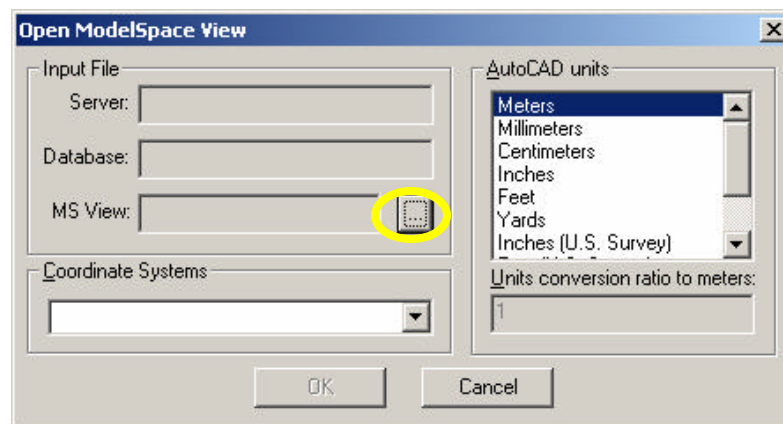 Open ModelSpace View
Input File
Server:
Database:
MS View:
...
Coordinate Systems
AutoCAD units
Meters
Millimeters
Centimeters
Inches
Feet
Yards
Inches (U.S. Survey)
Units conversion ratio to meters:
1
OK
Cancel